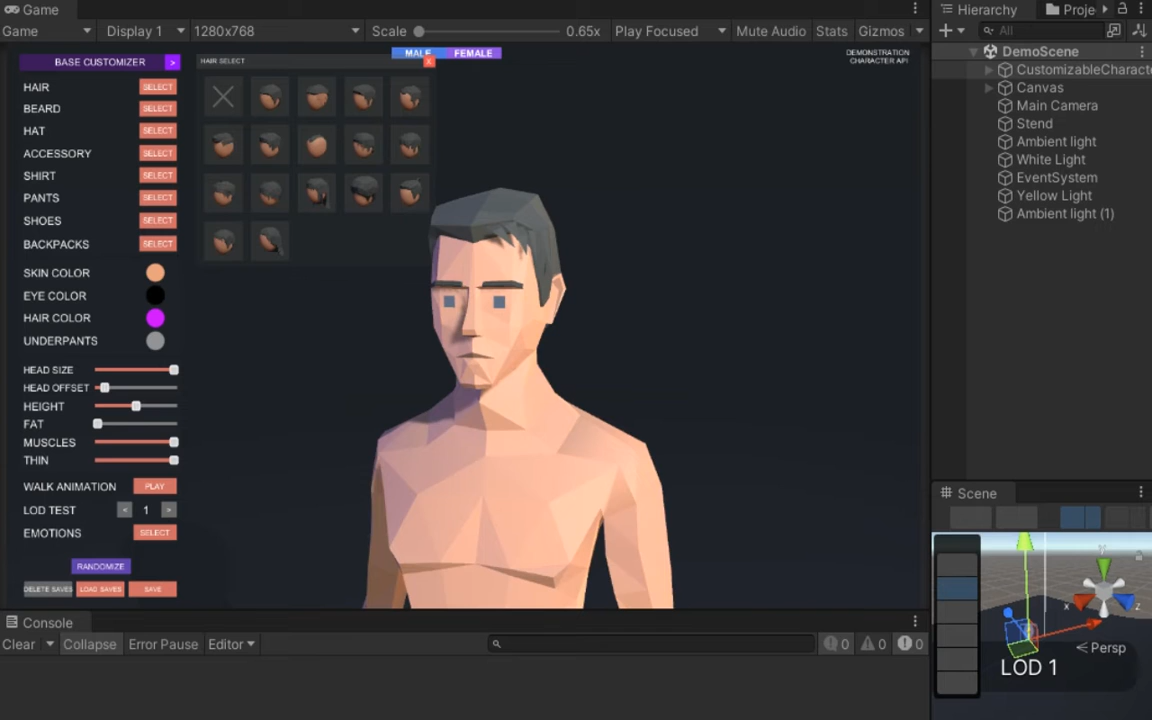 Game
Game Display 1 1280x768 Scale 0.65x Play Focused Mute Audio Stats Gizmos
MALE FEMALE
BASE CUSTOMIZER >
HAIR SELECT
BEARD SELECT
HAT SELECT
ACCESSORY SELECT
SHIRT SELECT
PANTS SELECT
SHOES SELECT
BACKPACKS SELECT
SKIN COLOR
EYE COLOR
HAIR COLOR
UNDERPANTS
HEAD SIZE
HEAD OFFSET
HEIGHT
FAT
MUSCLES
THIN
WALK ANIMATION PLAY
LOD TEST < 1 >
EMOTIONS SELECT
RANDOMIZE
DELETE SAVES LOAD SAVES SAVE
HAIR SELECT X
DEMONSTRATION
CHARACTER API
Console
Clear Collapse Error Pause Editor 0 0 0
Hierarchy Proje
All
DemoScene
CustomizableCharact
Canvas
Main Camera
Stend
Ambient light
White Light
EventSystem
Yellow Light
Ambient light (1)
Scene
y
x z
< Persp
LOD 1